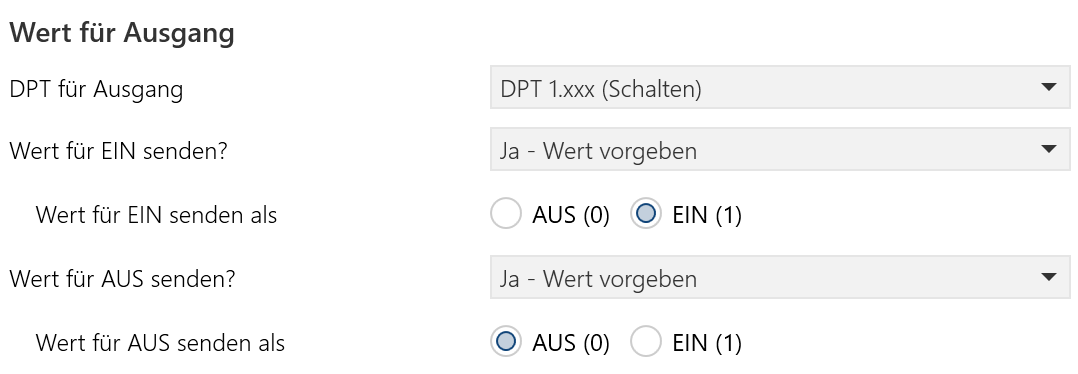 Wert für Ausgang
DPT für Ausgang DPT 1.xxx (Schalten)
Wert für EIN senden? Ja - Wert vorgeben
Wert für EIN senden als AUS (0) EIN (1)
Wert für AUS senden? Ja - Wert vorgeben
Wert für AUS senden als AUS (0) EIN (1)